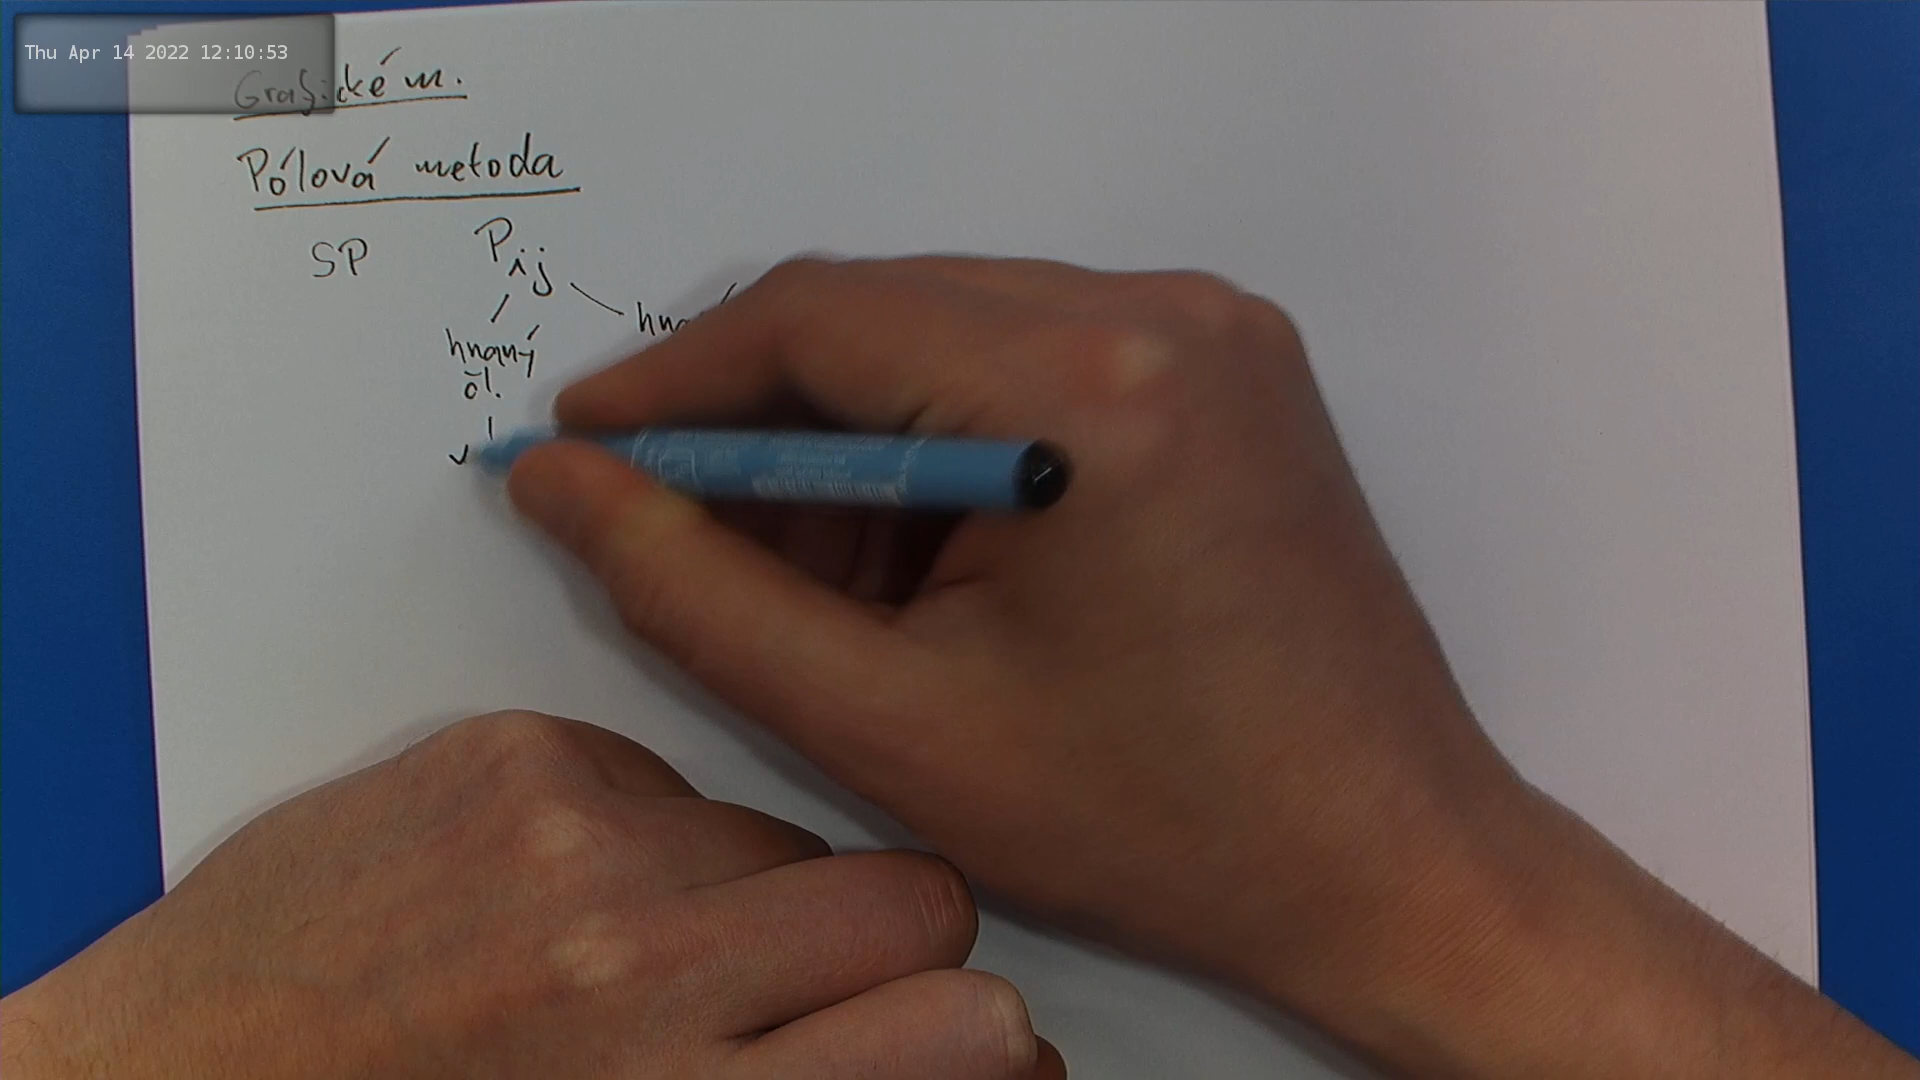 Thu Apr 14 2022 12:10:53
Grafické m.
Pólová metoda
SP P ij
hnaný
čl.